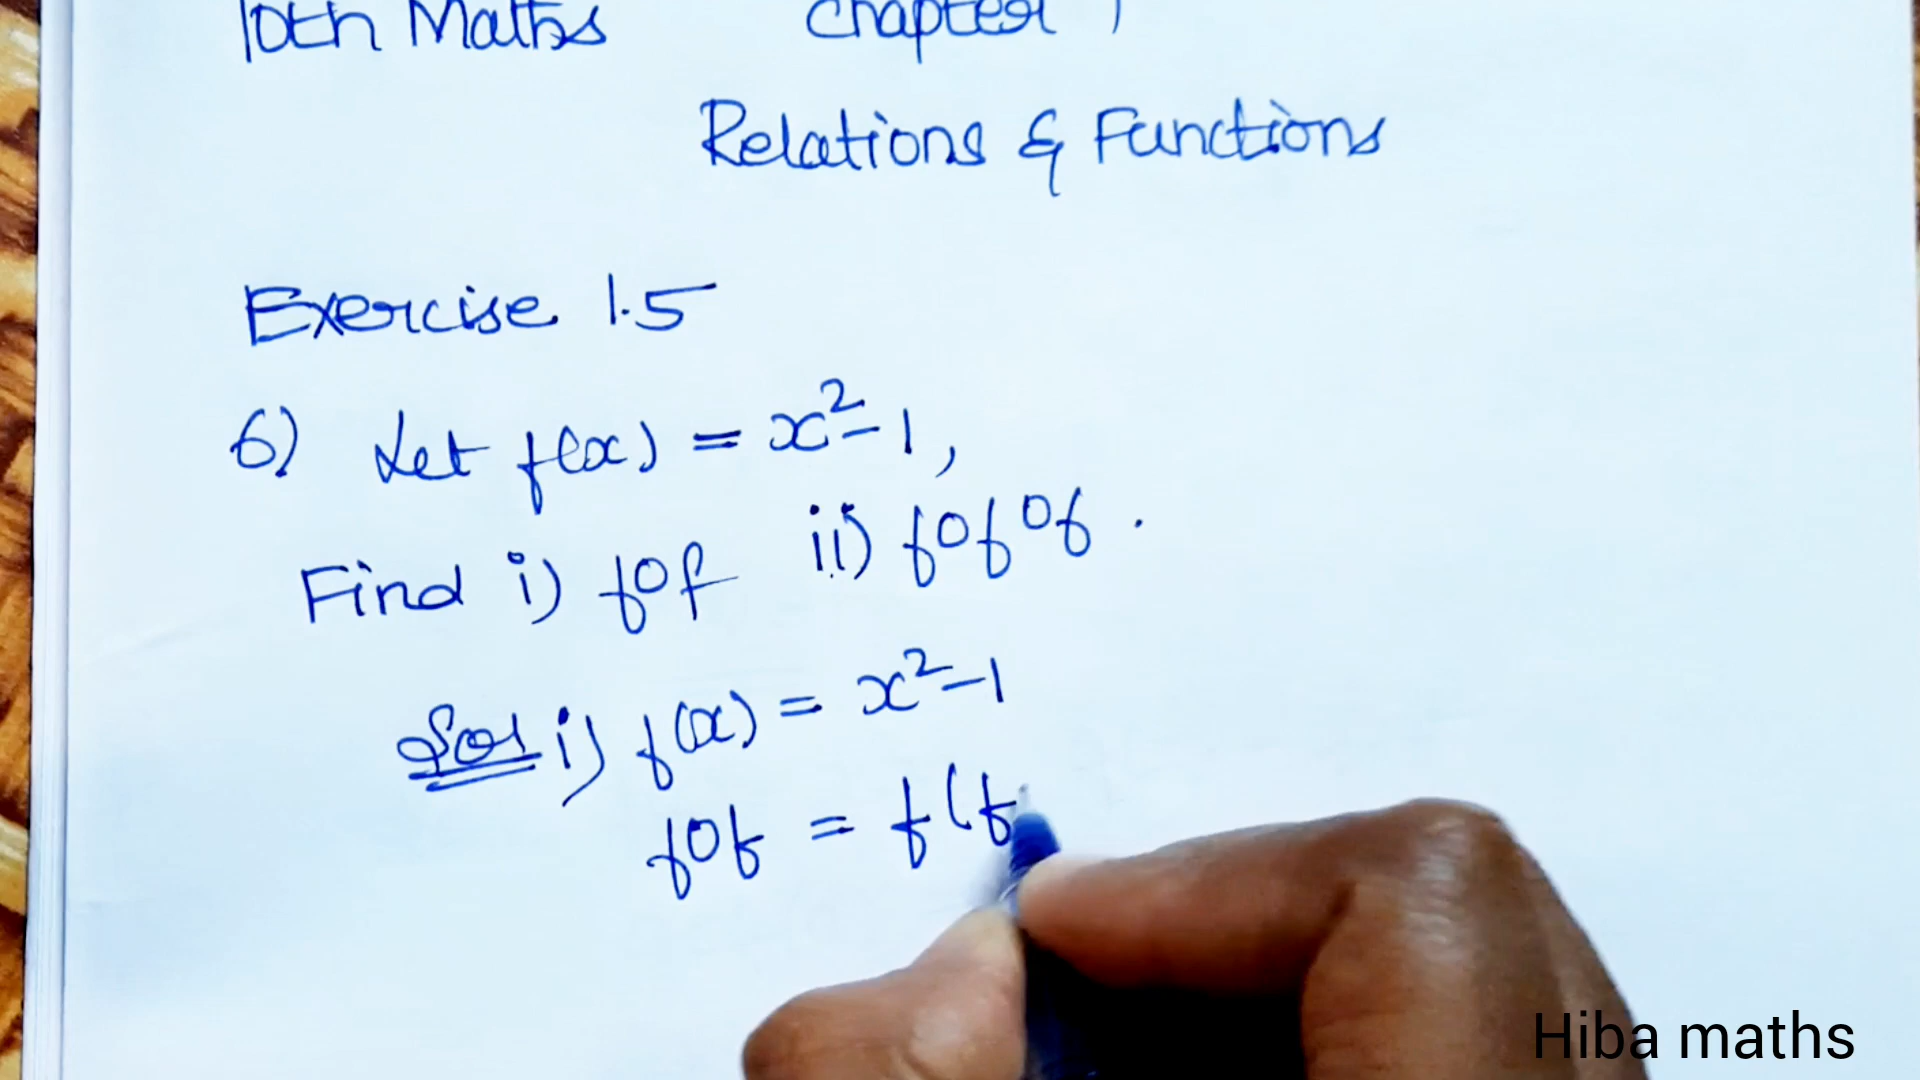 10th Maths Chapter 1
Relations & Functions
Exercise 1.5
6) Let f(x) = x²-1,
Find i) fof ii) fofof.
Sol i) f(x) = x²-1
fof = f(f
Hiba maths